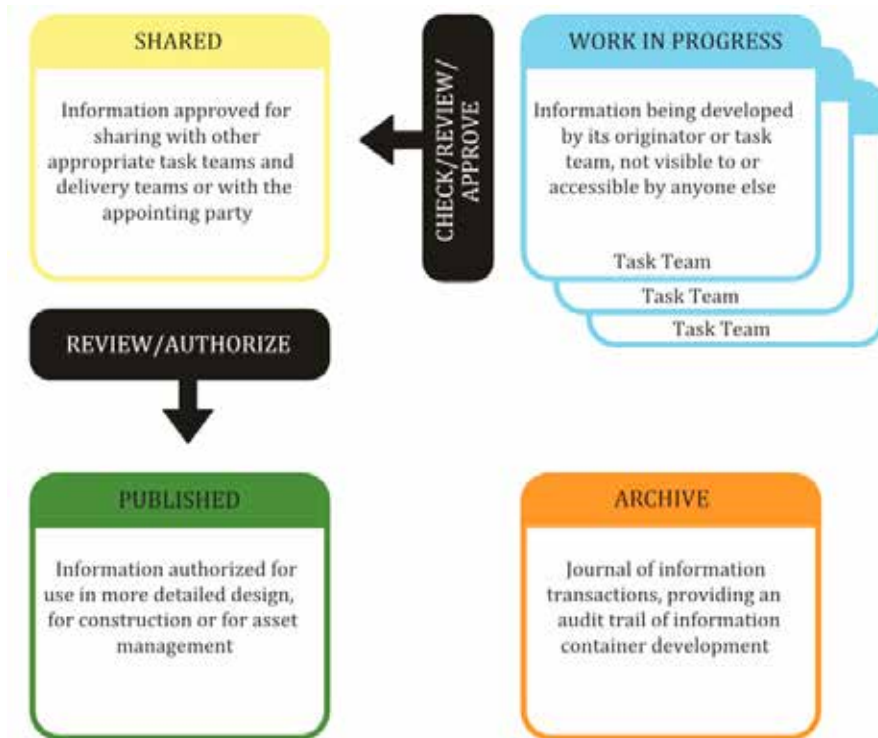 SHARED
Information approved for
sharing with other
appropriate task teams and
delivery teams or with the
appointing party
CHECK/REVIEW/
APPROVE
WORK IN PROGRESS
Information being developed
by its originator or task
team, not visible to or
accessible by anyone else
Task Team
Task Team
Task Team
REVIEW/AUTHORIZE
PUBLISHED
Information authorized for
use in more detailed design,
for construction or for asset
management
ARCHIVE
Journal of information
transactions, providing an
audit trail of information
container development